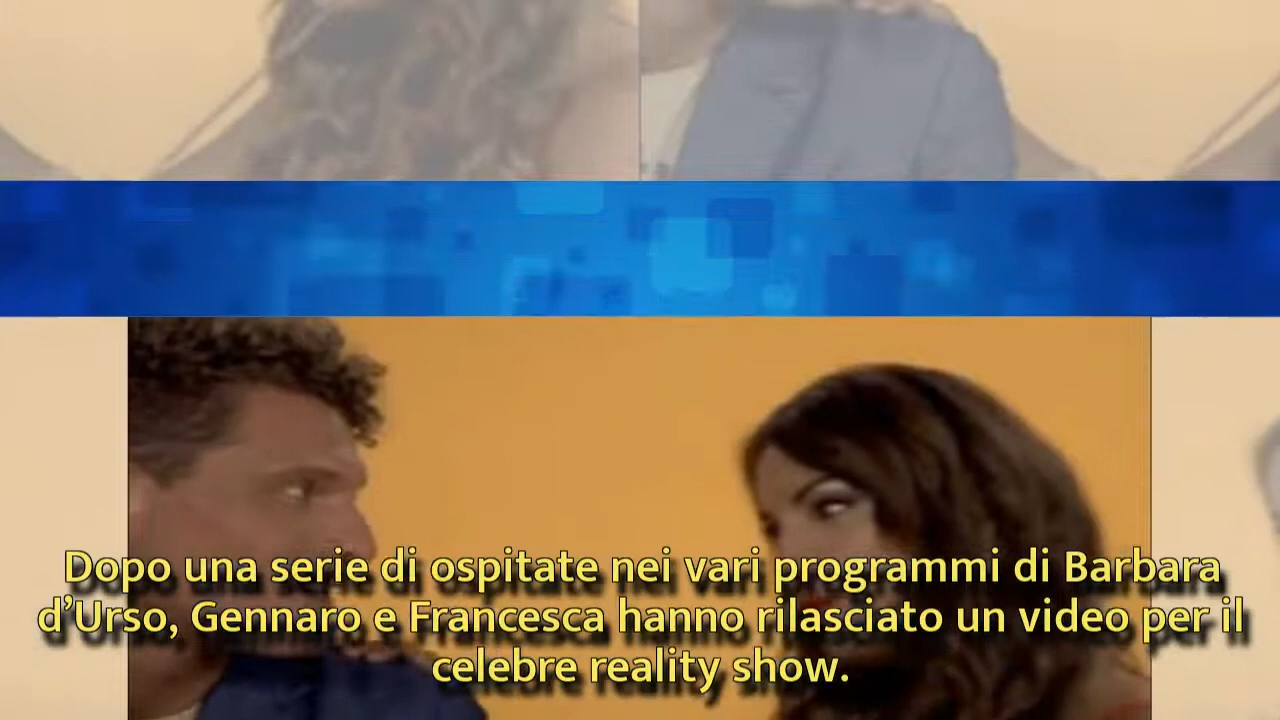 Dopo una serie di ospitate nei vari programmi di Barbara
d’Urso, Gennaro e Francesca hanno rilasciato un video per il
celebre reality show.